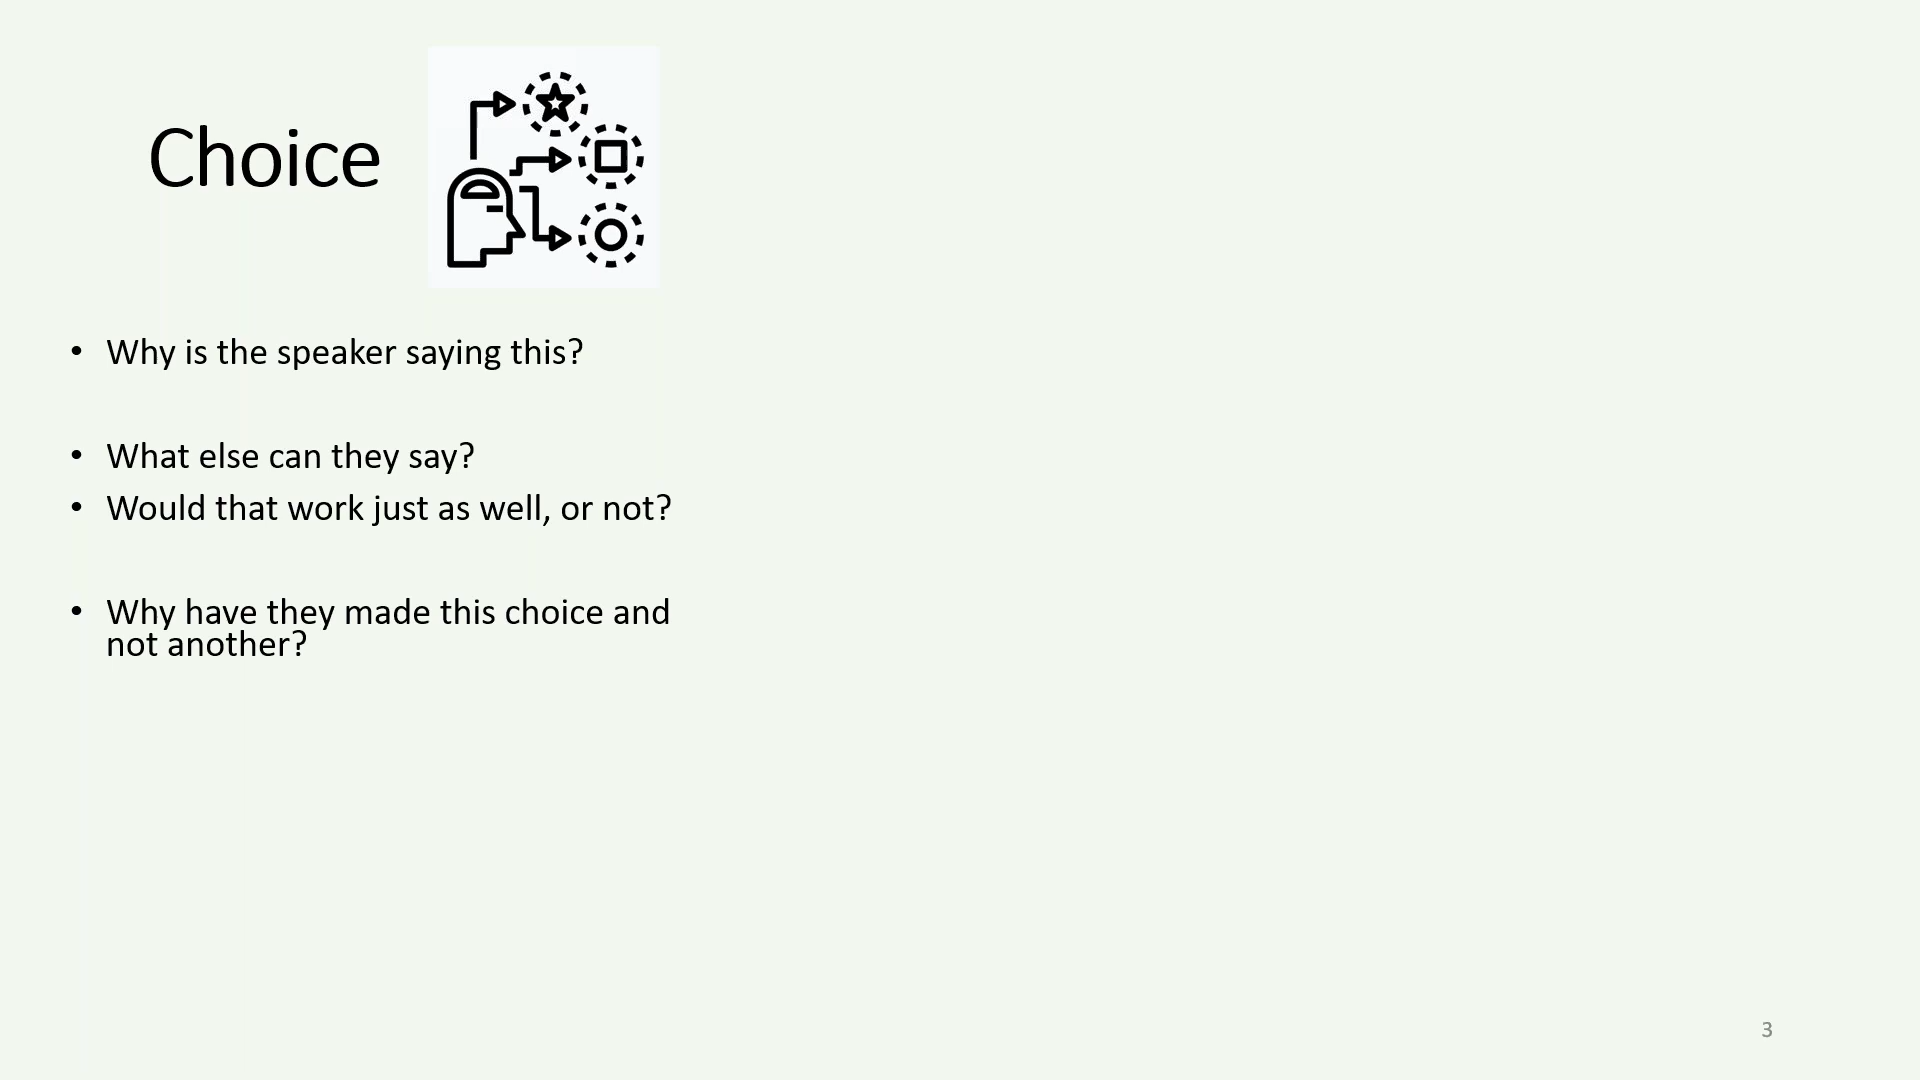 Choice
• Why is the speaker saying this?
• What else can they say?
• Would that work just as well, or not?
• Why have they made this choice and
not another?
3